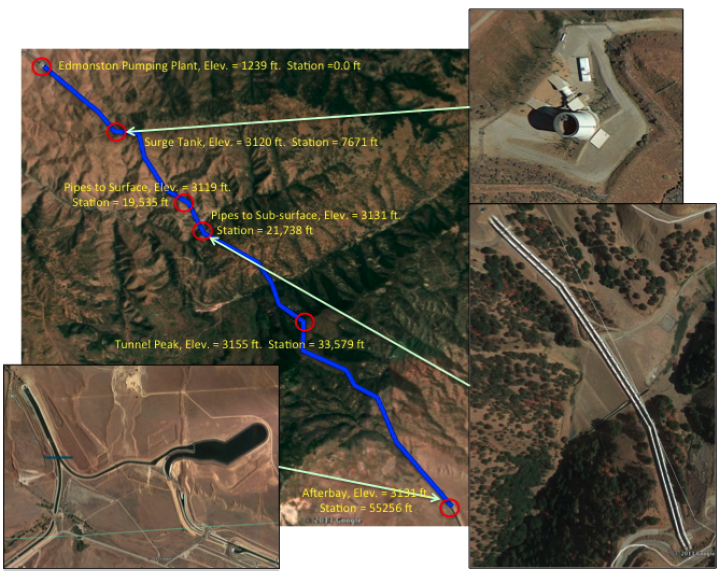 Edmonston Pumping Plant, Elev. = 1239 ft. Station =0.0 ft
Surge Tank, Elev. = 3120 ft. Station = 7671 ft
Pipes to Surface, Elev. = 3119 ft.
Station = 19,535 ft
Pipes to Sub-surface, Elev. = 3131 ft.
Station = 21,738 ft
Tunnel Peak, Elev. = 3155 ft. Station = 33,579 ft
Afterbay, Elev. = 3131 ft.
Station = 55256 ft
© 2013 Google
© 2013 Google